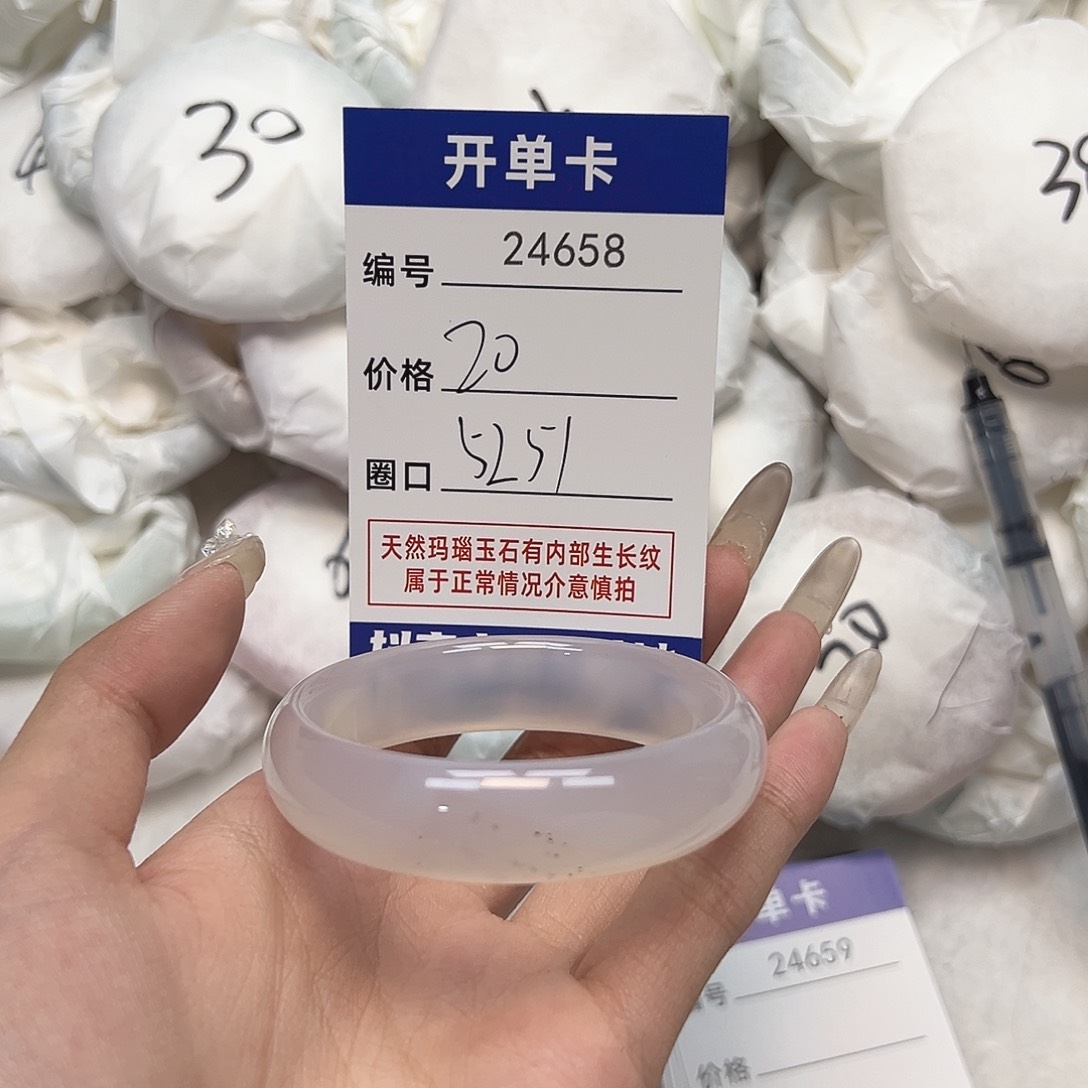 30
38
开单卡
编号 24658
价格 20
圈口 5251
天然玛瑙玉石有内部生长纹
属于正常情况介意慎拍
单卡
号 24659
价格